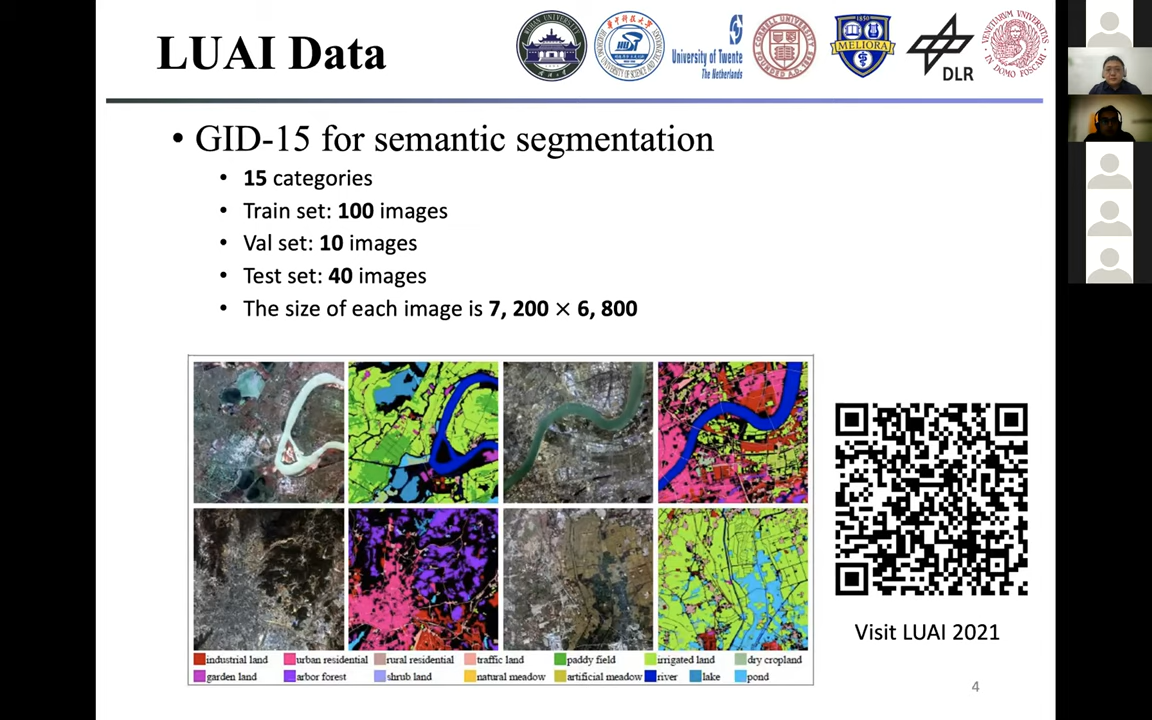 LUAI Data
University of Twente
The Netherlands
1850
MELIORA
DLR
• GID-15 for semantic segmentation
• 15 categories
• Train set: 100 images
• Val set: 10 images
• Test set: 40 images
• The size of each image is 7, 200 × 6, 800
industrial land urban residential rural residential traffic land paddy field irrigated land dry cropland
garden land arbor forest shrub land natural meadow artificial meadow river lake pond
Visit LUAI 2021
4